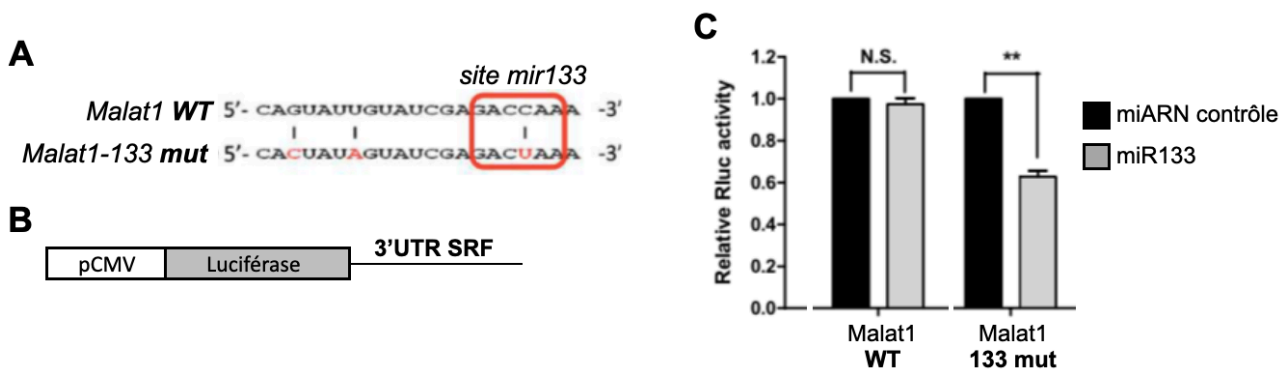 A
site mir133
Malat1 WT 5'- CAGUAUUGUAUCGAGACCAAA -3'
Malat1-133 mut 5'- CACUAUAGUAUCGAGACUAAA -3'
B
pCMV Luciférase 3'UTR SRF
C
Relative Rluc activity
1.2
1.0
0.8
0.6
0.4
0.2
0.0
N.S.
**
Malat1
WT
Malat1
133 mut
miARN contrôle
miR133